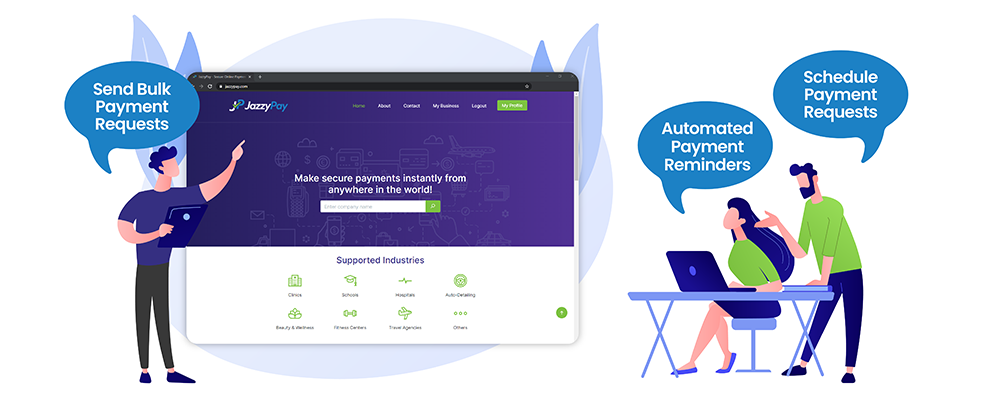 Send Bulk
Payment
Requests
JazzyPay - Secure Online Paymen
jazzypay.com
JazzyPay
Home About Contact My Business Logout My Profile
Make secure payments instantly from
anywhere in the world!
Enter company name
Supported Industries
Clinics Schools Hospitals Auto-Detailing
Beauty & Wellness Fitness Centers Travel Agencies Others
Automated
Payment
Reminders
Schedule
Payment
Requests